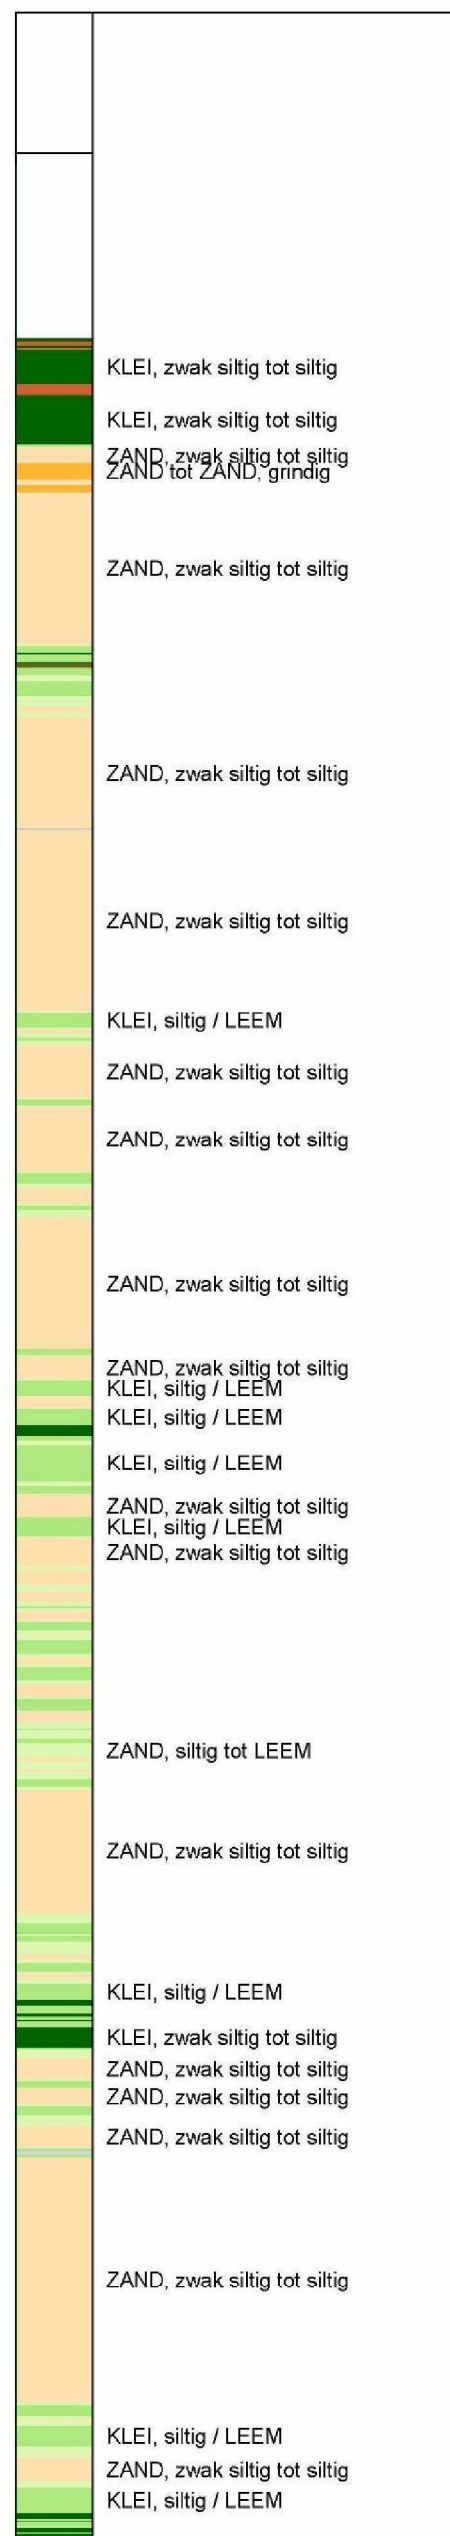 KLEI, zwak siltig tot siltig
KLEI, zwak siltig tot siltig
ZAND, zwak siltig tot siltig
ZAND tot ZAND, grindig
ZAND, zwak siltig tot siltig
ZAND, zwak siltig tot siltig
ZAND, zwak siltig tot siltig
KLEI, siltig / LEEM
ZAND, zwak siltig tot siltig
ZAND, zwak siltig tot siltig
ZAND, zwak siltig tot siltig
ZAND, zwak siltig tot siltig
KLEI, siltig / LEEM
KLEI, siltig / LEEM
KLEI, siltig / LEEM
ZAND, zwak siltig tot siltig
KLEI, siltig / LEEM
ZAND, zwak siltig tot siltig
ZAND, siltig tot LEEM
ZAND, zwak siltig tot siltig
KLEI, siltig / LEEM
KLEI, zwak siltig tot siltig
ZAND, zwak siltig tot siltig
ZAND, zwak siltig tot siltig
ZAND, zwak siltig tot siltig
ZAND, zwak siltig tot siltig
KLEI, siltig / LEEM
ZAND, zwak siltig tot siltig
KLEI, siltig / LEEM